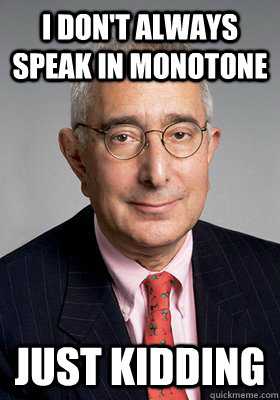 I DON'T ALWAYS
SPEAK IN MONOTONE
JUST KIDDING
quickmeme.com